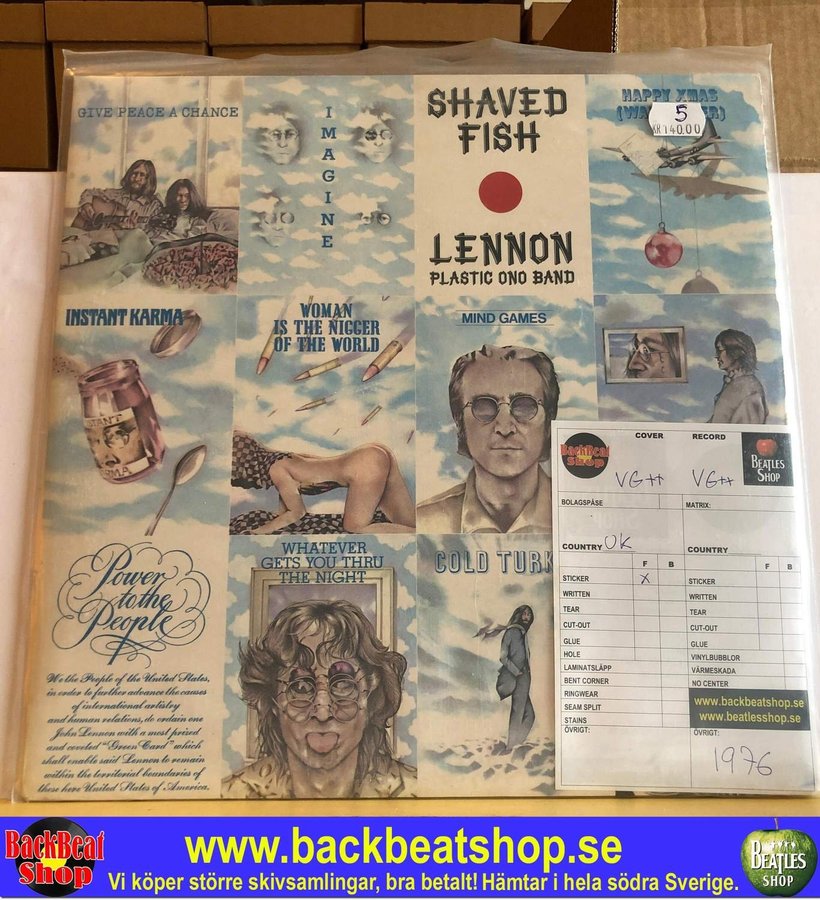 GIVE PEACE A CHANCE
IMAGINE
SHAVED
FISH
LENNON
PLASTIC ONO BAND
HAPPY XMAS
5
KR 140.00
INSTANT KARMA
WOMAN
IS THE NIGGER
OF THE WORLD
MIND GAMES
Power
to the
People
We the People of the United States,
in order to further advance the causes
of international artistry
and human relations, do ordain one
John Lennon with a most prized
and coveted "Green Card" which
shall enable said Lennon to remain
within the territorial boundaries of
these here United States of America.
WHATEVER
GETS YOU THRU
THE NIGHT
COLD TURK
BackBeat
Shop
COVER
RECORD
BEATLES
SHOP
VG++
VG++
BOLAGSPÅSE
MATRIX:
COUNTRY UK
COUNTRY
F B
F B
STICKER X
STICKER
WRITTEN
WRITTEN
TEAR
TEAR
CUT-OUT
CUT-OUT
GLUE
GLUE
HOLE
VINYLBUBBLOR
LAMINATSLÄPP
VÄRMESKADA
BENT CORNER
NO CENTER
RINGWEAR
SEAM SPLIT
STAINS
www.backbeatshop.se
www.beatlesshop.se
ÖVRIGT:
ÖVRIGT:
1976
BackBeat
Shop
www.backbeatshop.se
Vi köper större skivsamlingar, bra betalt! Hämtar i hela södra Sverige.
BEATLES
SHOP